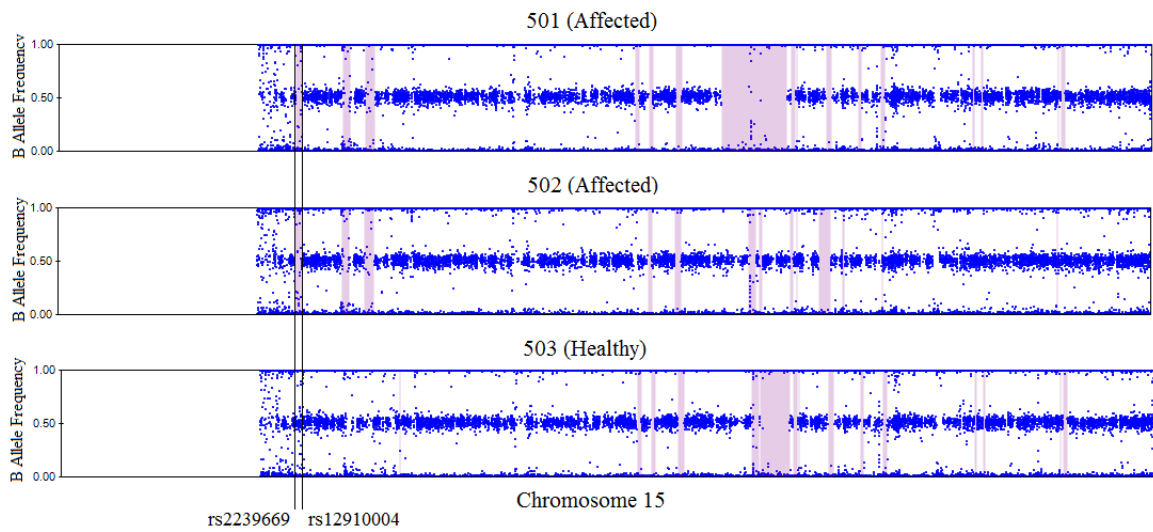 501 (Affected)
B Allele Frequency
1.00
0.50
0.00
502 (Affected)
B Allele Frequency
1.00
0.50
0.00
503 (Healthy)
B Allele Frequency
1.00
0.50
0.00
Chromosome 15
rs2239669 rs12910004